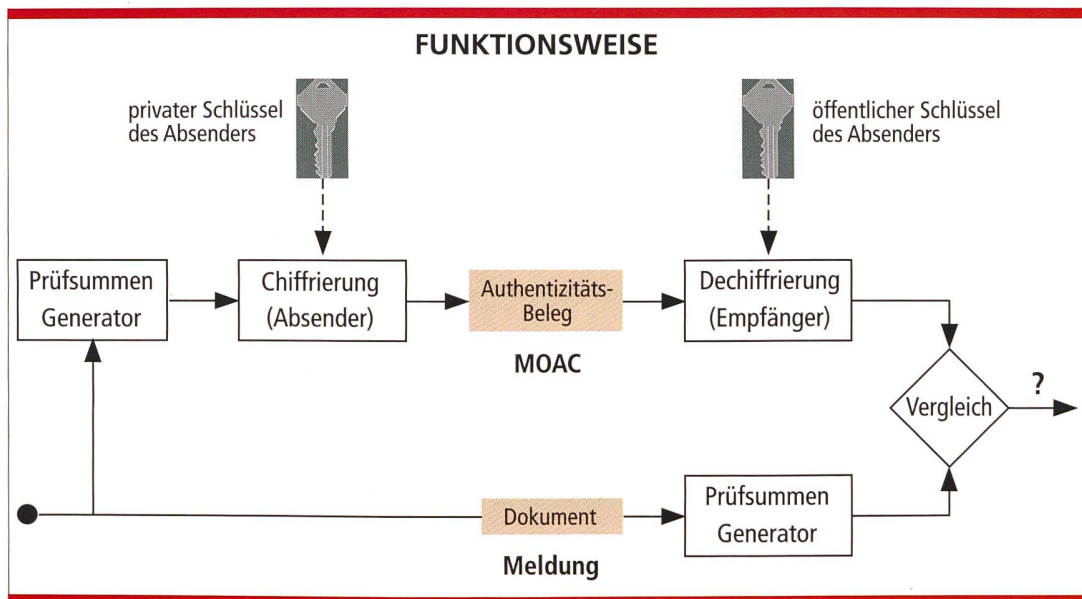 FUNKTIONSWEISE
privater Schlüssel
des Absenders
öffentlicher Schlüssel
des Absenders
Prüfsummen
Generator
Chiffrierung
(Absender)
Authentizitäts-
Beleg
MOAC
Dechiffrierung
(Empfänger)
Vergleich
?
Dokument
Meldung
Prüfsummen
Generator